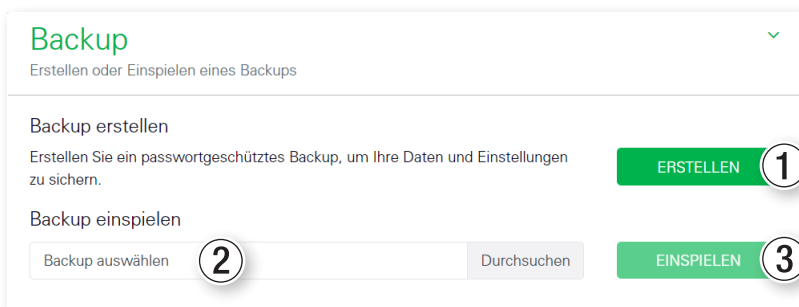 Backup
Erstellen oder Einspielen eines Backups
Backup erstellen
Erstellen Sie ein passwortgeschütztes Backup, um Ihre Daten und Einstellungen
zu sichern.
ERSTELLEN 1
Backup einspielen
Backup auswählen 2 Durchsuchen
EINSPIELEN 3